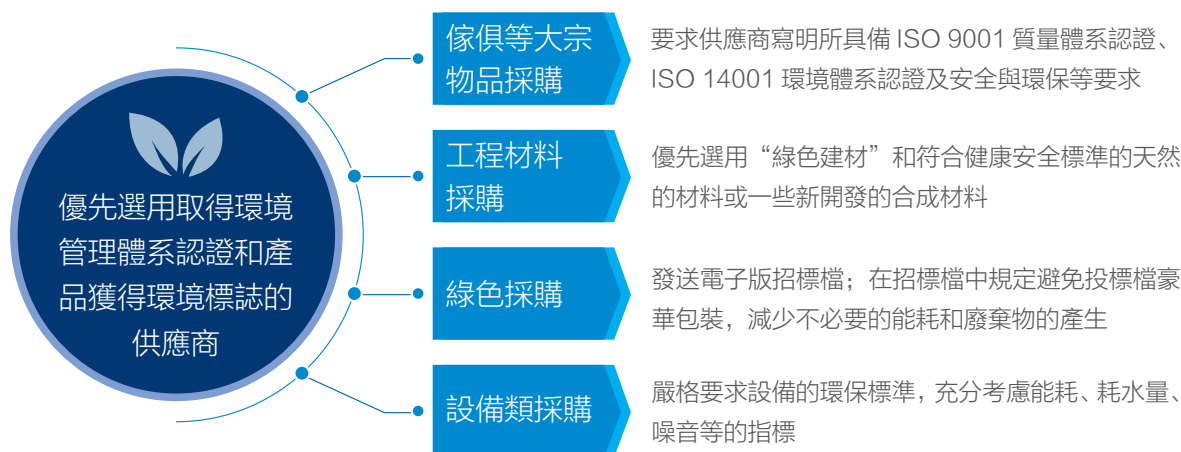 優先選用取得環境
管理體系認證和產
品獲得環境標誌的
供應商
傢俱等大宗
物品採購
要求供應商寫明所具備 ISO 9001 質量體系認證、
ISO 14001 環境體系認證及安全與環保等要求
工程材料
採購
優先選用“綠色建材”和符合健康安全標準的天然
的材料或一些新開發的合成材料
綠色採購
發送電子版招標檔；在招標檔中規定避免投標檔豪
華包裝，減少不必要的能耗和廢棄物的產生
設備類採購
嚴格要求設備的環保標準，充分考慮能耗、耗水量、
噪音等的指標